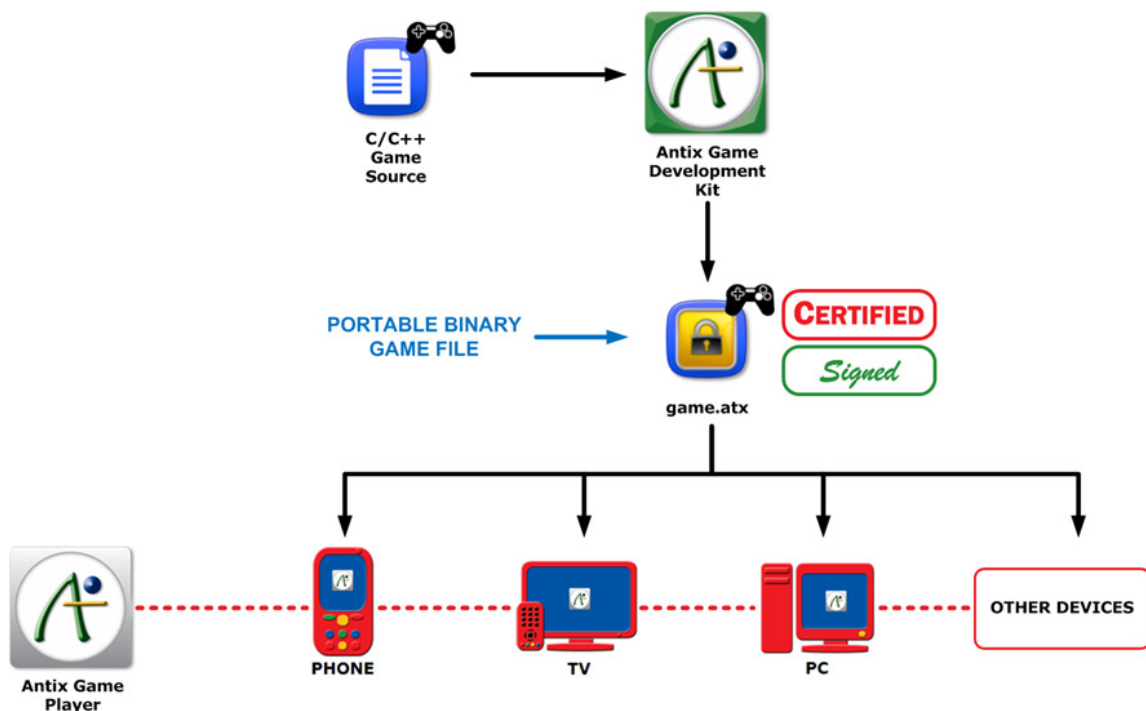 C/C++
Game
Source
Antix Game
Development
Kit
PORTABLE BINARY
GAME FILE
CERTIFIED
Signed
game.atx
PHONE
TV
PC
OTHER DEVICES
Antix Game
Player